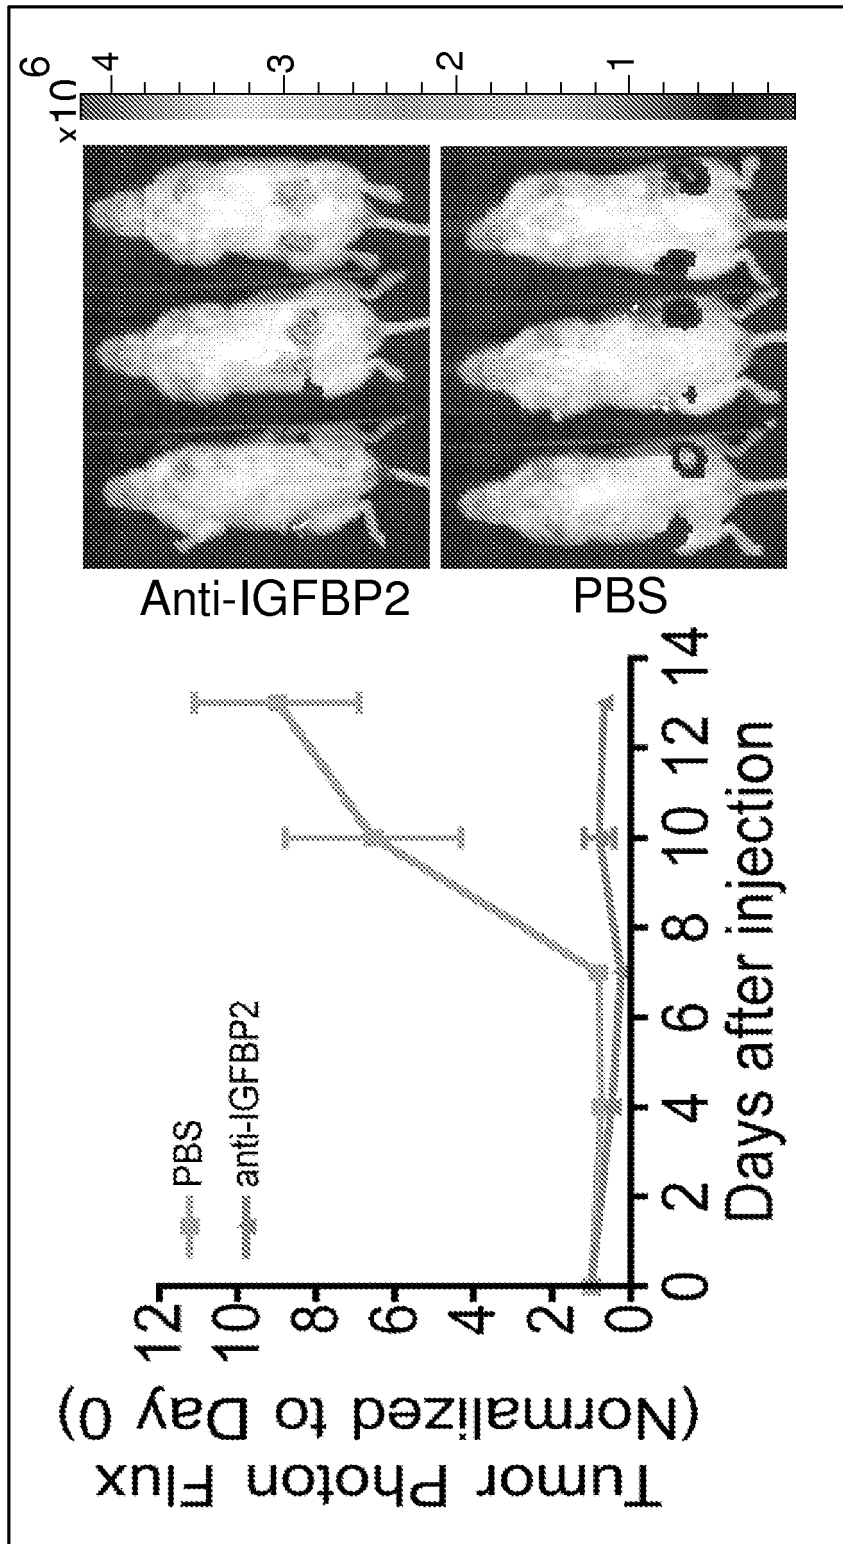 Tumor Photon Flux
(Normalized to Day 0)
12
10
8
6
4
2
0
PBS
anti-IGFBP2
0 2 4 6 8 10 12 14
Days after injection
Anti-IGFBP2
PBS
x10 6
4
3
2
1